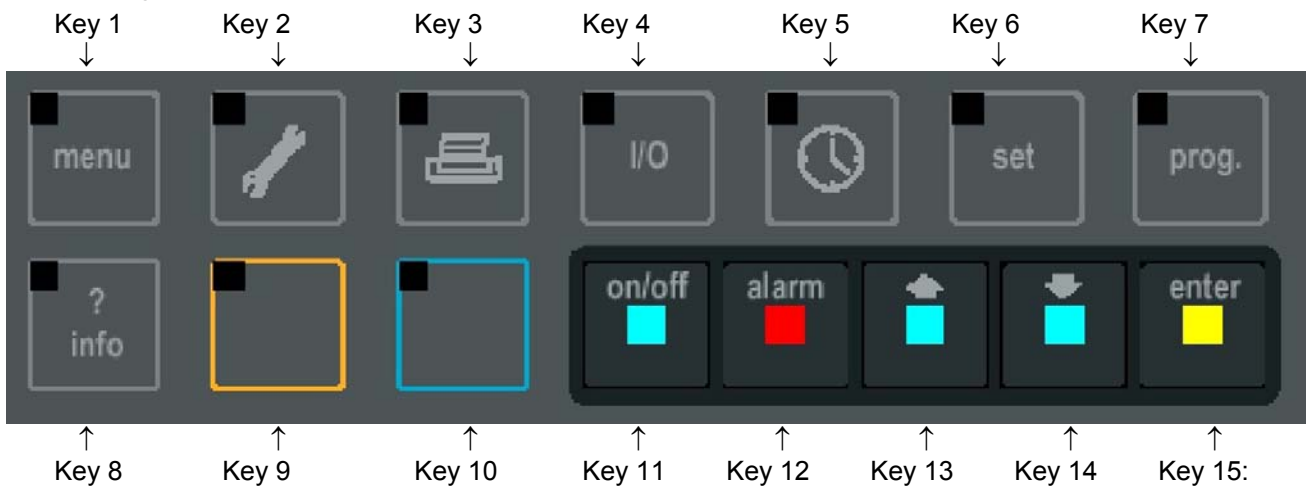 Key 1 Key 2 Key 3 Key 4 Key 5 Key 6 Key 7
↓ ↓ ↓ ↓ ↓ ↓ ↓
menu I/O set prog.
?
info
on/off alarm enter
↑ ↑ ↑ ↑ ↑ ↑ ↑ ↑
Key 8 Key 9 Key 10 Key 11 Key 12 Key 13 Key 14 Key 15: